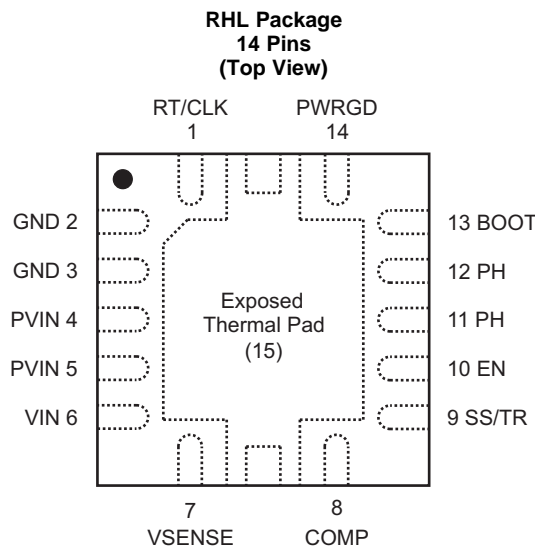 RHL Package
14 Pins
(Top View)
RT/CLK
1
PWRGD
14
GND 2
GND 3
PVIN 4
PVIN 5
VIN 6
Exposed
Thermal Pad
(15)
13 BOOT
12 PH
11 PH
10 EN
9 SS/TR
7
VSENSE
8
COMP